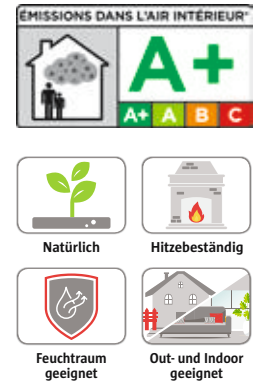 ÉMISSIONS DANS L'AIR INTÉRIEUR*
A+
A+ A B C
Natürlich
Hitzebeständig
Feuchtraum
geeignet
Out- und Indoor
geeignet